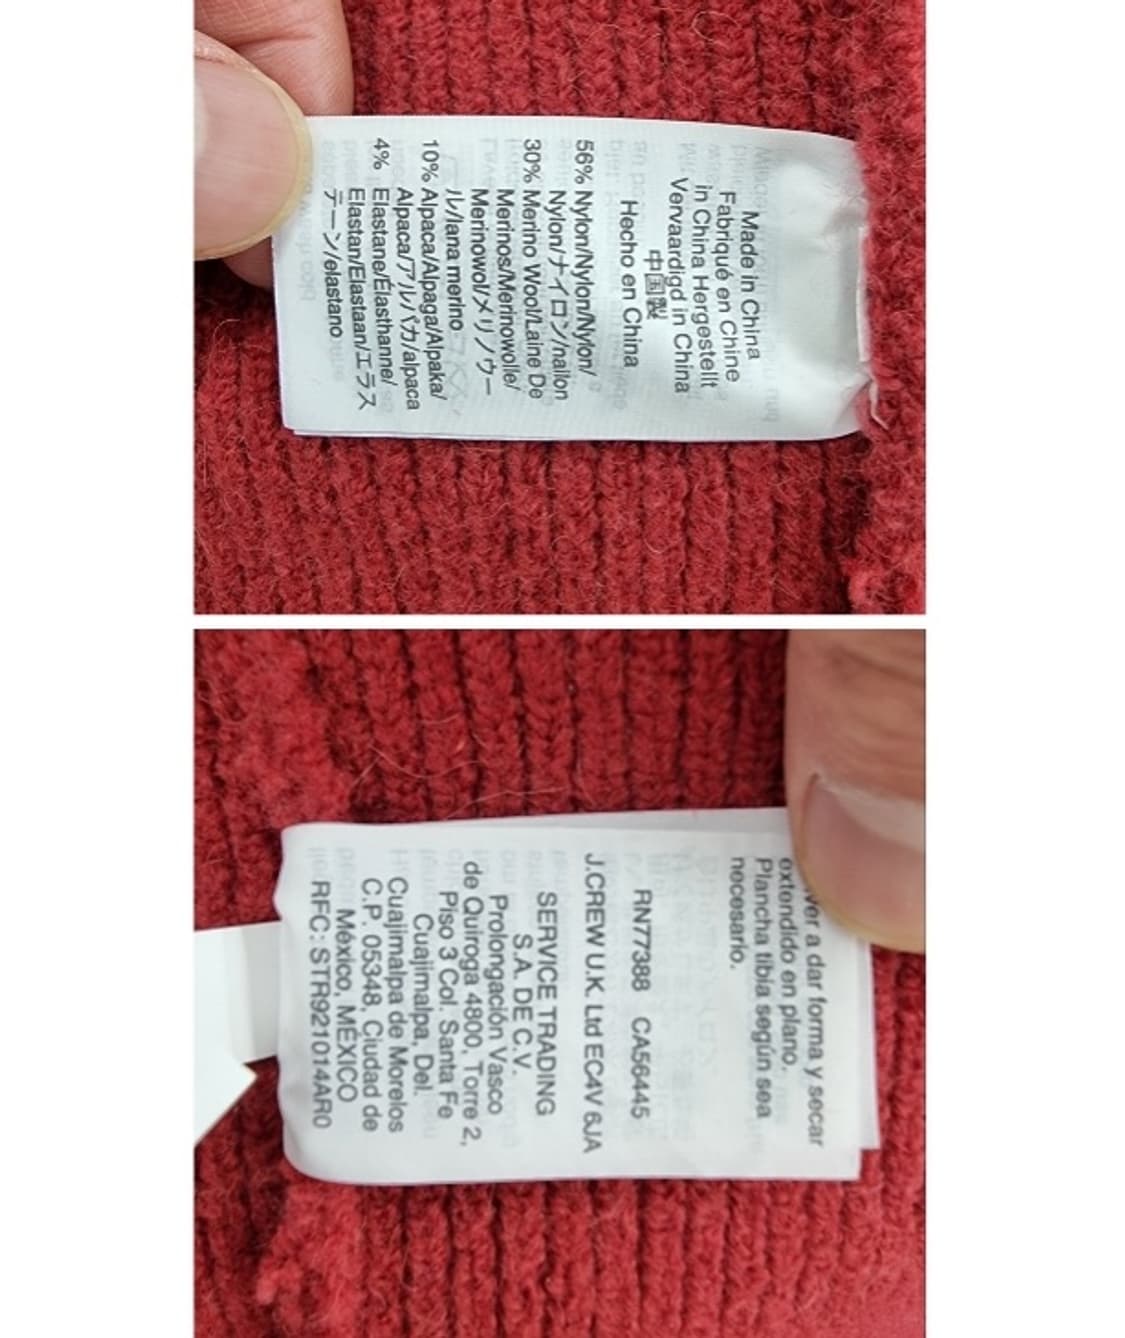 Made in China
Fabriqué en Chine
in China Hergestellt
Vervaardigd in China
中国製
Hecho en China
56% Nylon/Nylon/Nylon/
Nylon/ナイロン/nailon
30% Merino Wool/Laine De
Merinos/Merinowolle/
Merinowol/メリノウー
ル/lana merino
10% Alpaca/Alpaga/Alpaka/
Alpaca/アルパカ/alpaca
4% Elastane/Élasthanne/
Elastan/Elastaan/エラス
テーン/elastano
ver a dar forma y secar
extendido en plano.
Plancha tibia según sea
necesario.
RN77388 CA56445
J.CREW U.K. Ltd EC4V 6JA
SERVICE TRADING
S.A. DE C.V.
Prolongación Vasco
de Quiroga 4800, Torre 2,
Piso 3 Col. Santa Fe
Cuajimalpa, Del.
Cuajimalpa de Morelos
C.P. 05348, Ciudad de
México, MÉXICO
RFC: STR921014AR0